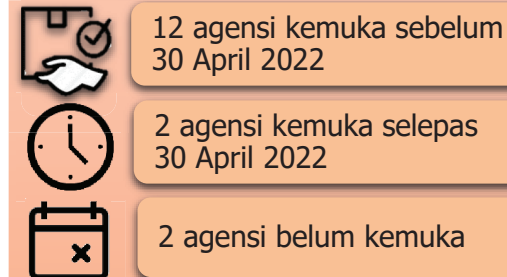 12 agensi kemuka sebelum
30 April 2022
2 agensi kemuka selepas
30 April 2022
2 agensi belum kemuka